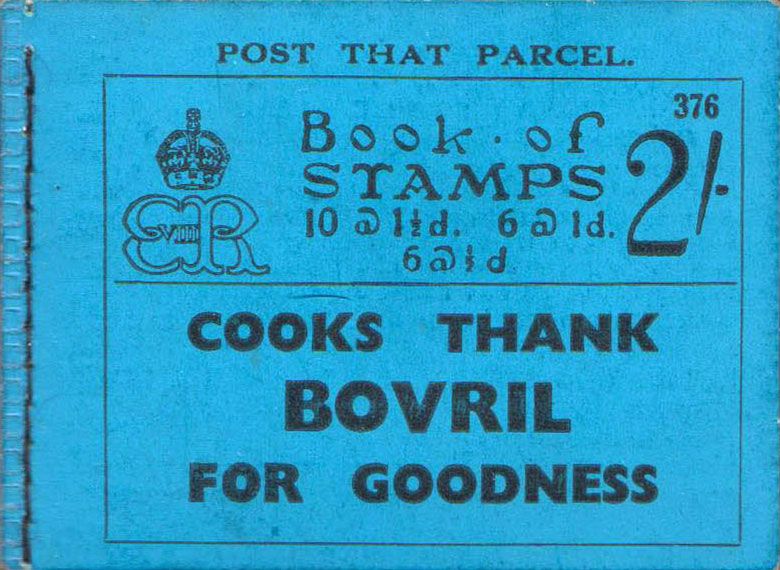 POST THAT PARCEL.
376
Book·of
STAMPS
2/-
10 @ 1½d. 6 @ 1d.
6 @ ½d
E VIII R
COOKS THANK
BOVRIL
FOR GOODNESS